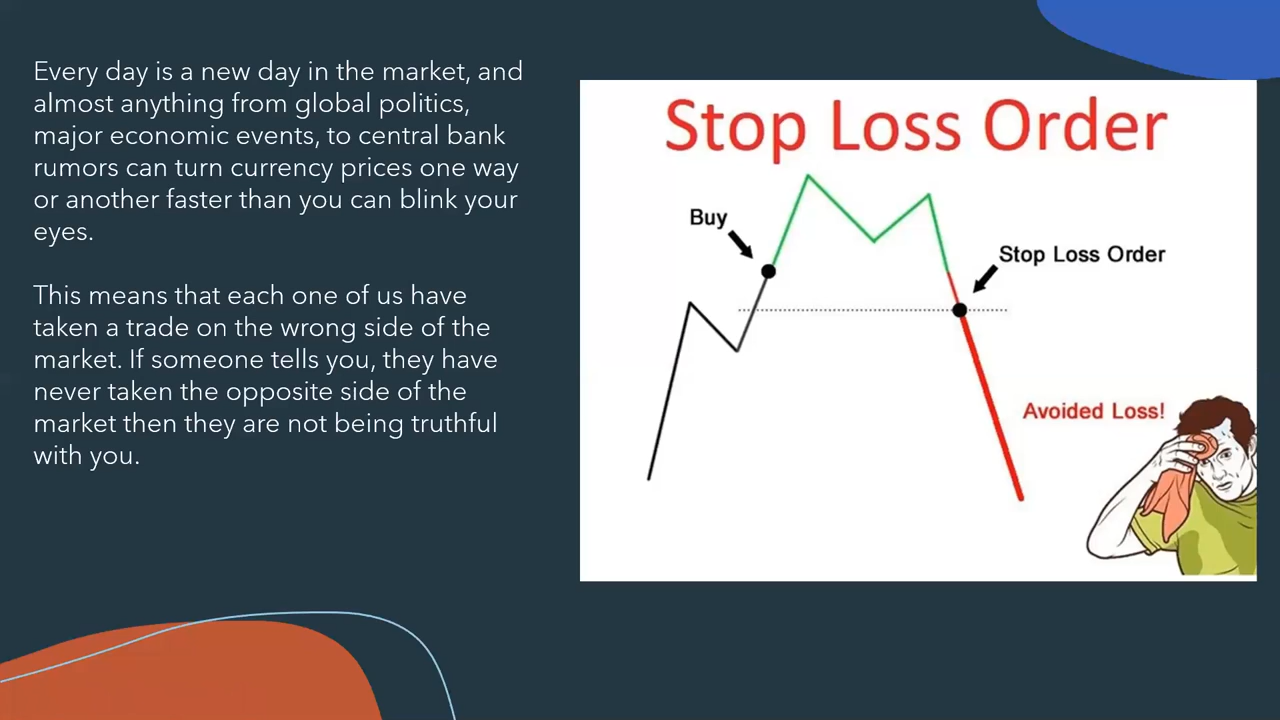 Every day is a new day in the market, and
almost anything from global politics,
major economic events, to central bank
rumors can turn currency prices one way
or another faster than you can blink your
eyes.
This means that each one of us have
taken a trade on the wrong side of the
market. If someone tells you, they have
never taken the opposite side of the
market then they are not being truthful
with you.
Stop Loss Order
Buy
Stop Loss Order
Avoided Loss!